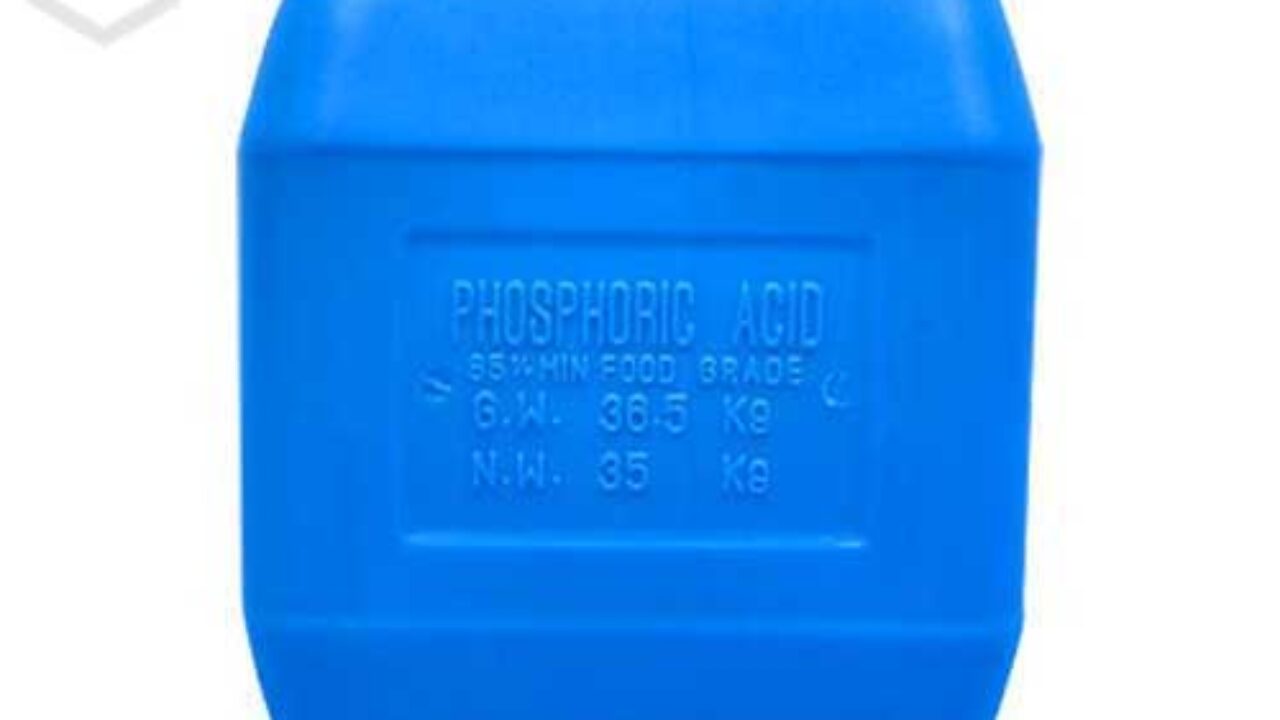 PHOSPHORIC ACID
85% MIN FOOD GRADE
G.W. 36.5 Kg
N.W. 35 Kg